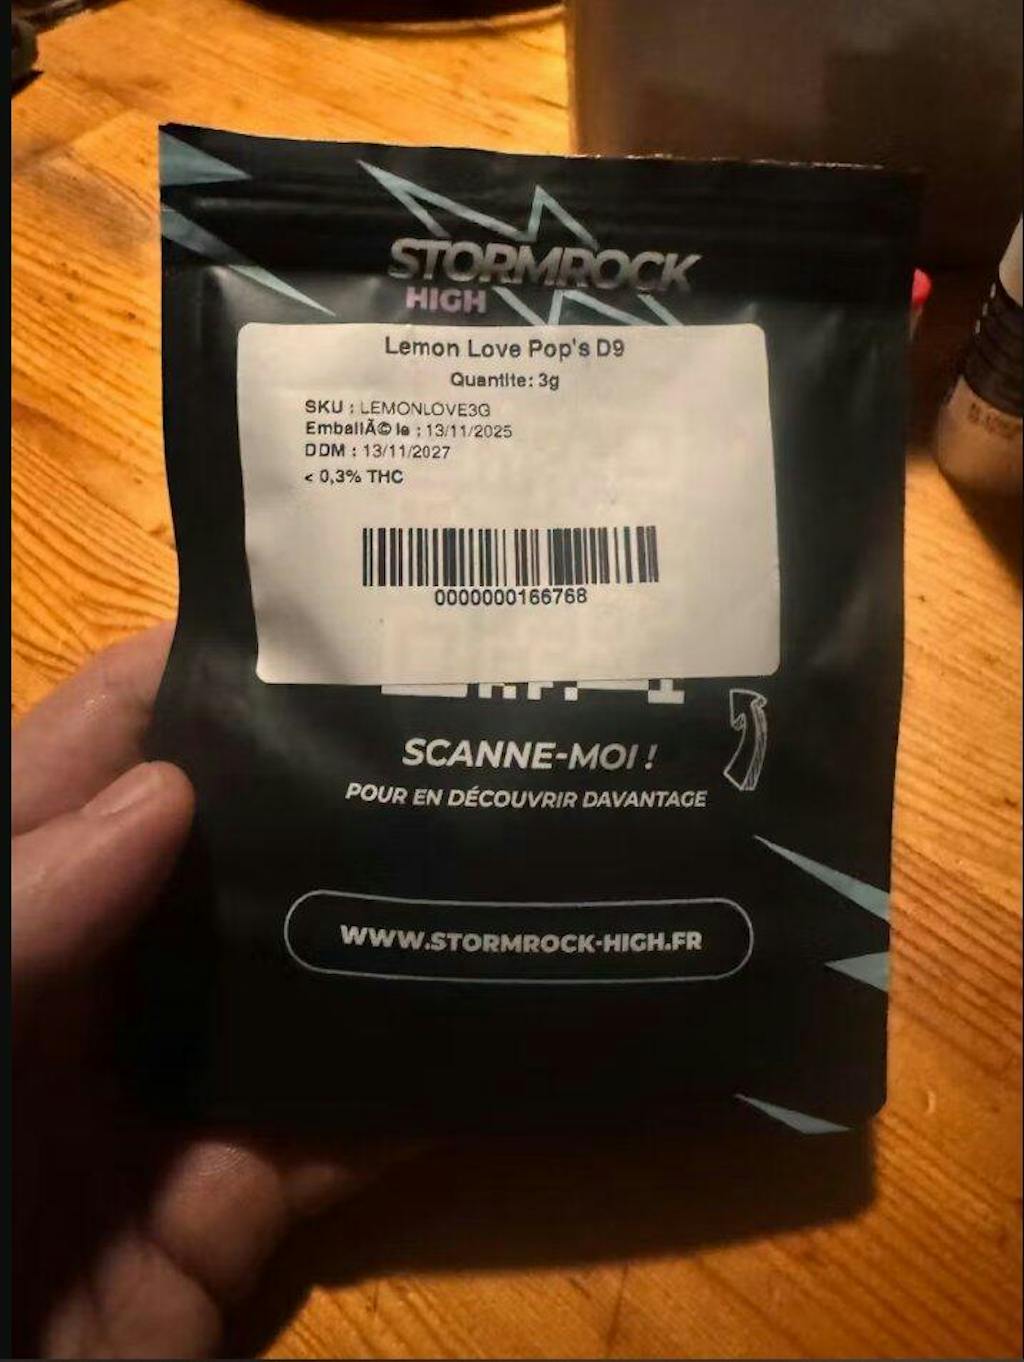 STORMROCK
HIGH
Lemon Love Pop's D9
Quantite: 3g
SKU : LEMONLOVE3G
EmballÃ© le : 13/11/2025
DDM : 13/11/2027
< 0,3% THC
0000000166768
SCANNE-MOI !
POUR EN DÉCOUVRIR DAVANTAGE
WWW.STORMROCK-HIGH.FR